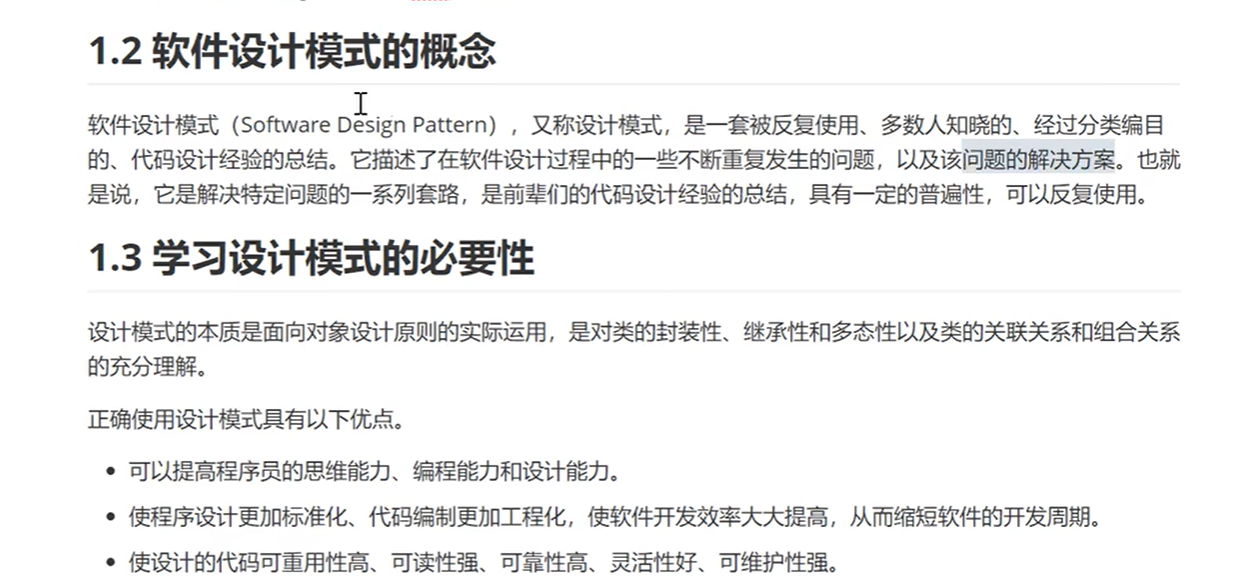 1.2 软件设计模式的概念
软件设计模式（Software Design Pattern），又称设计模式，是一套被反复使用、多数人知晓的、经过分类编目
的、代码设计经验的总结。它描述了在软件设计过程中的一些不断重复发生的问题，以及该问题的解决方案。也就
是说，它是解决特定问题的一系列套路，是前辈们的代码设计经验的总结，具有一定的普遍性，可以反复使用。
1.3 学习设计模式的必要性
设计模式的本质是面向对象设计原则的实际运用，是对类的封装性、继承性和多态性以及类的关联关系和组合关系
的充分理解。
正确使用设计模式具有以下优点。
• 可以提高程序员的思维能力、编程能力和设计能力。
• 使程序设计更加标准化、代码编制更加工程化，使软件开发效率大大提高，从而缩短软件的开发周期。
• 使设计的代码可重用性高、可读性强、可靠性高、灵活性好、可维护性强。